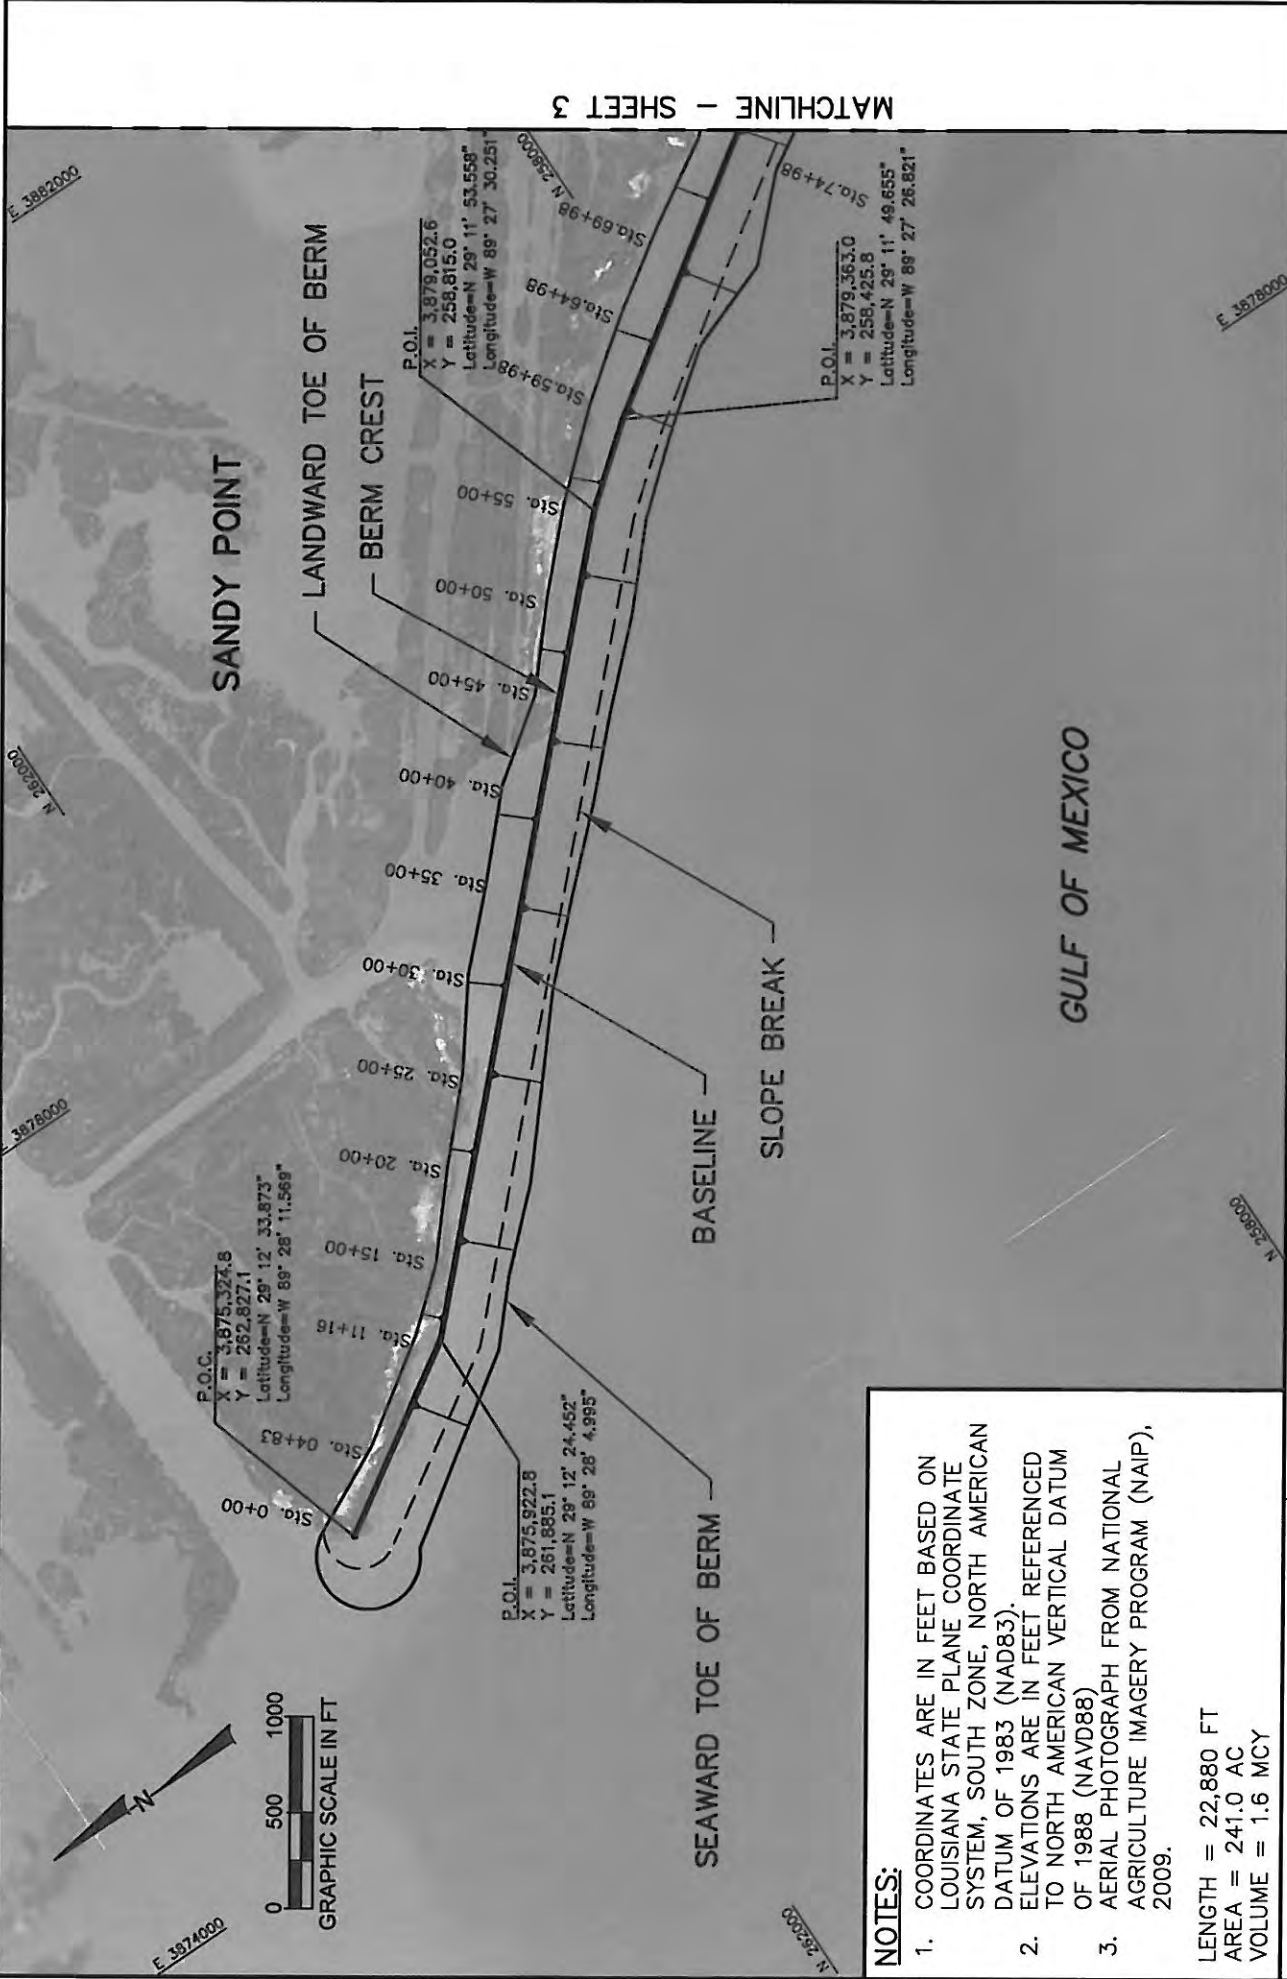 MATCHLINE - SHEET 3
E 3882000
N 262000
E 3878000
SANDY POINT
LANDWARD TOE OF BERM
BERM CREST
P.O.C.
X = 3,875,324.8
Y = 262,827.1
Latitude=N 29° 12' 33.873"
Longitude=W 89° 28' 11.569"
P.O.I.
X = 3,879,052.6
Y = 258,815.0
Latitude=N 29° 11' 53.558"
Longitude=W 89° 27' 30.251"
N 258000
Sta. 0+00
Sta. 04+83
Sta. 11+16
Sta. 15+00
Sta. 20+00
Sta. 25+00
Sta. 30+00
Sta. 35+00
Sta. 40+00
Sta. 45+00
Sta. 50+00
Sta. 55+00
Sta.59+98
Sta.64+98
Sta.69+98
Sta.74+98
P.O.I.
X = 3,875,922.8
Y = 261,885.1
Latitude=N 29° 12' 24.452"
Longitude=W 89° 28' 4.995"
P.O.I.
X = 3,879,363.0
Y = 258,425.8
Latitude=N 29° 11' 49.655"
Longitude=W 89° 27' 26.821"
N
0 500 1000
GRAPHIC SCALE IN FT
E 3874000
SEAWARD TOE OF BERM
BASELINE
SLOPE BREAK
GULF OF MEXICO
E 3878000
N 258000
N 262000
NOTES:
1. COORDINATES ARE IN FEET BASED ON
LOUISIANA STATE PLANE COORDINATE
SYSTEM, SOUTH ZONE, NORTH AMERICAN
DATUM OF 1983 (NAD83).
2. ELEVATIONS ARE IN FEET REFERENCED
TO NORTH AMERICAN VERTICAL DATUM
OF 1988 (NAVD88)
3. AERIAL PHOTOGRAPH FROM NATIONAL
AGRICULTURE IMAGERY PROGRAM (NAIP),
2009.
LENGTH = 22,880 FT
AREA = 241.0 AC
VOLUME = 1.6 MCY